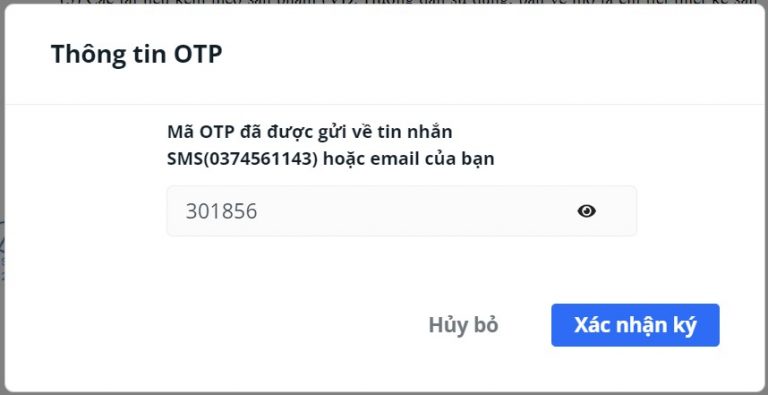 Thông tin OTP
Mã OTP đã được gửi về tin nhắn
SMS(0374561143) hoặc email của bạn
301856
Hủy bỏ
Xác nhận ký